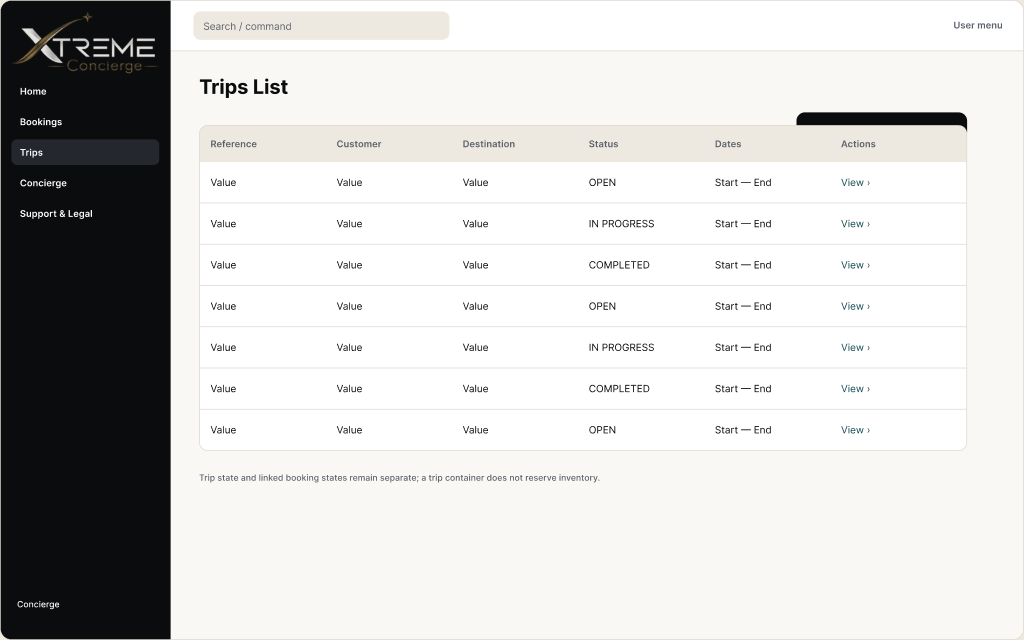 XTREME
Concierge
Home
Bookings
Trips
Concierge
Support & Legal
Concierge
Search / command
User menu
Trips List
Reference Customer Destination Status Dates Actions
Value Value Value OPEN Start — End View ›
Value Value Value IN PROGRESS Start — End View ›
Value Value Value COMPLETED Start — End View ›
Value Value Value OPEN Start — End View ›
Value Value Value IN PROGRESS Start — End View ›
Value Value Value COMPLETED Start — End View ›
Value Value Value OPEN Start — End View ›
Trip state and linked booking states remain separate; a trip container does not reserve inventory.